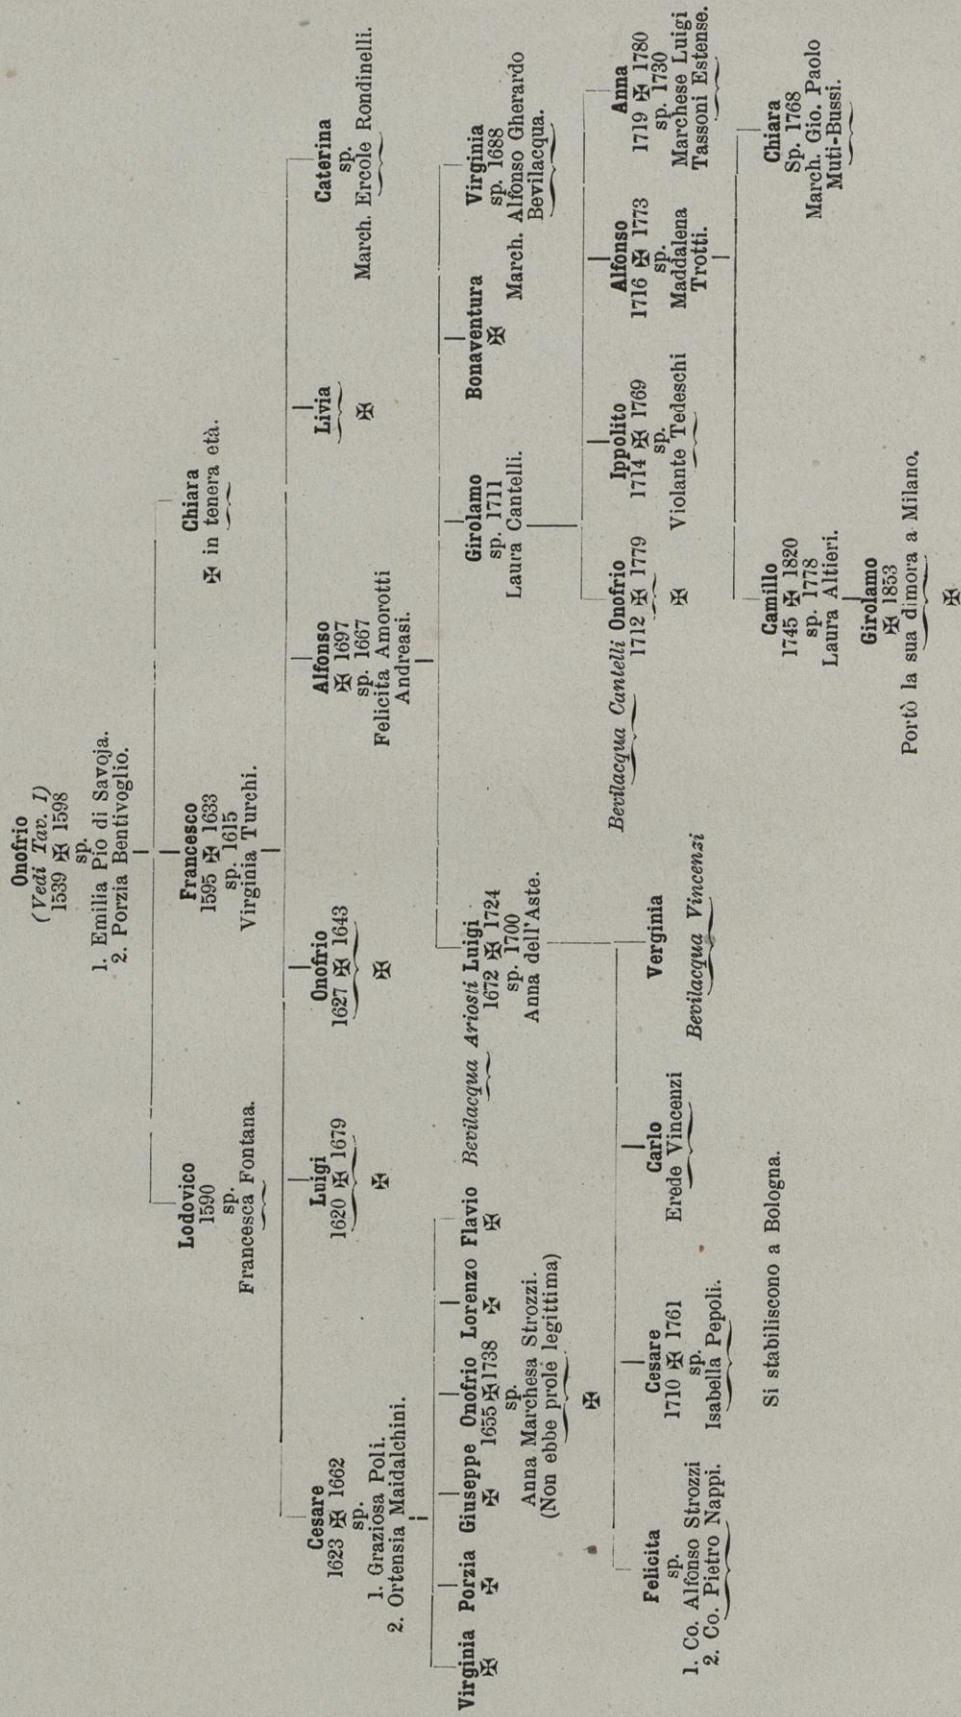 Onofrio
(Vedi Tav. I)
1539 ✠ 1598
sp.
1. Emilia Pio di Savoja.
2. Porzia Bentivoglio.
Lodovico
1590
sp.
Francesca Fontana.
Francesco
1595 ✠ 1633
sp. 1615
Virginia Turchi.
Chiara
✠ in tenera età.
Cesare
1623 ✠ 1662
sp.
1. Graziosa Poli.
2. Ortensia Maidalchini.
Luigi
1620 ✠ 1679
✠
Onofrio
1627 ✠ 1643
✠
Alfonso
✠ 1697
sp. 1667
Felicita Amorotti
Andreasi.
Livia
✠
Caterina
sp.
March. Ercole Rondinelli.
Virginia
✠
Porzia
✠
Giuseppe
✠
Onofrio
1655 ✠ 1738
sp.
Anna Marchesa Strozzi.
(Non ebbe prole legittima)
✠
Lorenzo
✠
Flavio
✠
Bevilacqua Ariosti Luigi
1672 ✠ 1724
sp. 1700
Anna dell'Aste.
Girolamo
sp. 1711
Laura Cantelli.
Bonaventura
✠
Virginia
sp. 1688
March. Alfonso Gherardo
Bevilacqua.
Felicita
sp.
1. Co. Alfonso Strozzi
2. Co. Pietro Nappi.
Cesare
1710 ✠ 1761
sp.
Isabella Pepoli.
Carlo
Erede Vincenzi
Verginia
Bevilacqua Vincenzi
Si stabiliscono a Bologna.
Bevilacqua Cantelli Onofrio
1712 ✠ 1779
✠
Ippolito
1714 ✠ 1769
sp.
Violante Tedeschi
Alfonso
1716 ✠ 1773
sp.
Maddalena
Trotti.
Anna
1719 ✠ 1780
sp. 1730
Marchese Luigi
Tassoni Estense.
Camillo
1745 ✠ 1820
sp. 1778
Laura Altieri.
Chiara
Sp. 1768
March. Gio. Paolo
Muti-Bussi.
Girolamo
✠ 1853
Portò la sua dimora a Milano.
✠